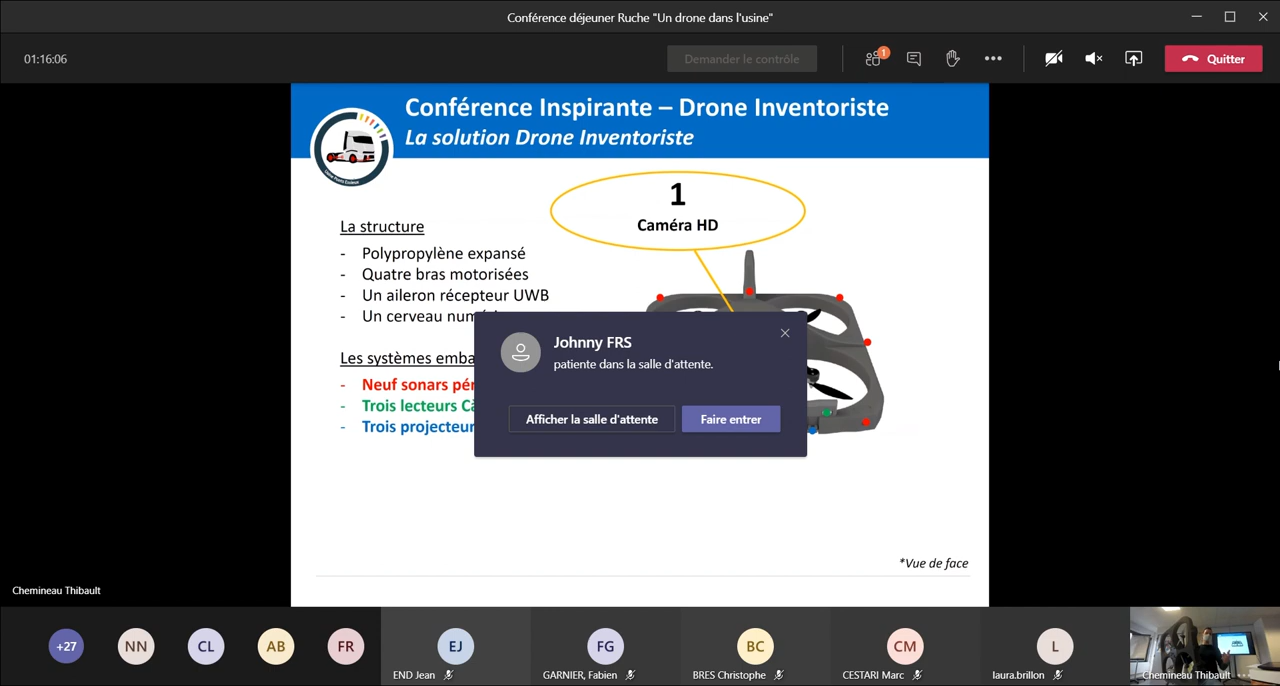 Conférence déjeuner Ruche "Un drone dans l'usine"
01:16:06
Demander le contrôle
1
Quitter
Conférence Inspirante – Drone Inventoriste
La solution Drone Inventoriste
1
Caméra HD
La structure
- Polypropylène expansé
- Quatre bras motorisées
- Un aileron récepteur UWB
- Un cerveau
Les systèmes
- Neuf sonars
- Trois lecteurs
- Trois
Johnny FRS
patiente dans la salle d'attente.
Afficher la salle d'attente
Faire entrer
*Vue de face
Chemineau Thibault
+27
NN
CL
AB
FR
EJ
END Jean
FG
GARNIER, Fabien
BC
BRES Christophe
CM
CESTARI Marc
L
laura.brillon
Chemineau Thibault